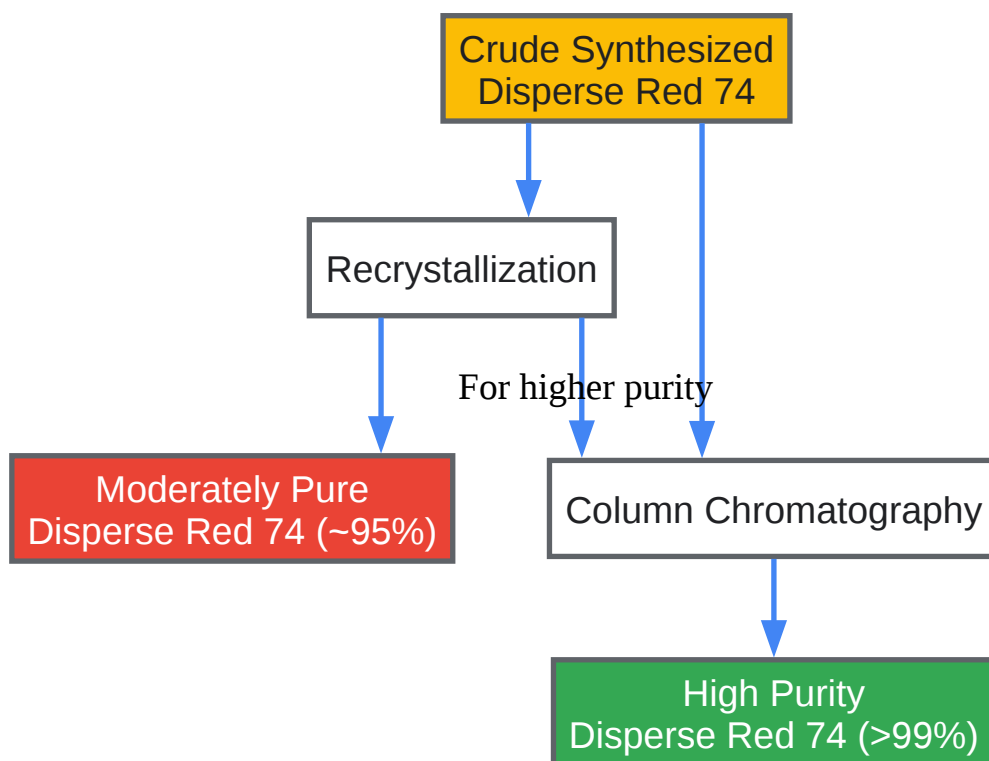 Crude Synthesized
Disperse Red 74
Recrystallization
For higher purity
Moderately Pure
Disperse Red 74 (~95%)
Column Chromatography
High Purity
Disperse Red 74 (>99%)